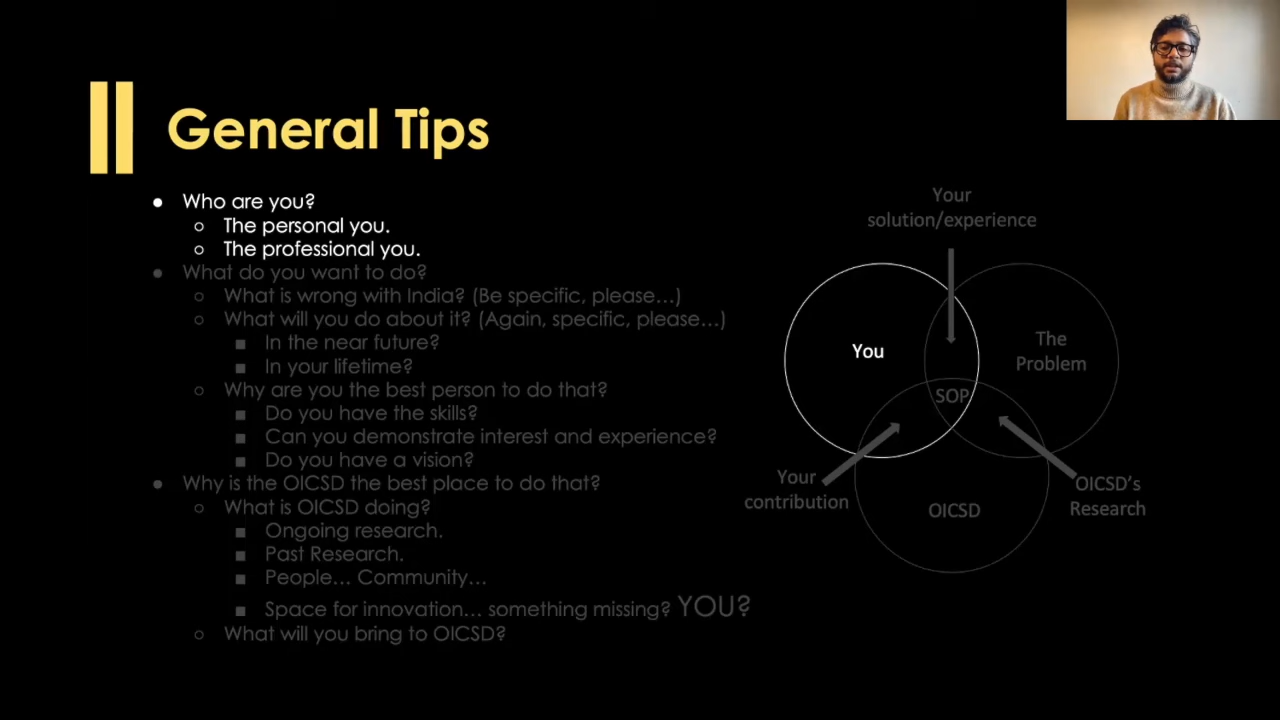 General Tips
● Who are you?
○ The personal you.
○ The professional you.
● What do you want to do?
○ What is wrong with India? (Be specific, please…)
○ What will you do about it? (Again, specific, please…)
■ In the near future?
■ In your lifetime?
○ Why are you the best person to do that?
■ Do you have the skills?
■ Can you demonstrate interest and experience?
■ Do you have a vision?
● Why is the OICSD the best place to do that?
○ What is OICSD doing?
■ Ongoing research.
■ Past Research.
■ People… Community…
■ Space for innovation… something missing? YOU?
○ What will you bring to OICSD?
Your
solution/experience
You
The
Problem
SOP
Your
contribution
OICSD's
Research
OICSD